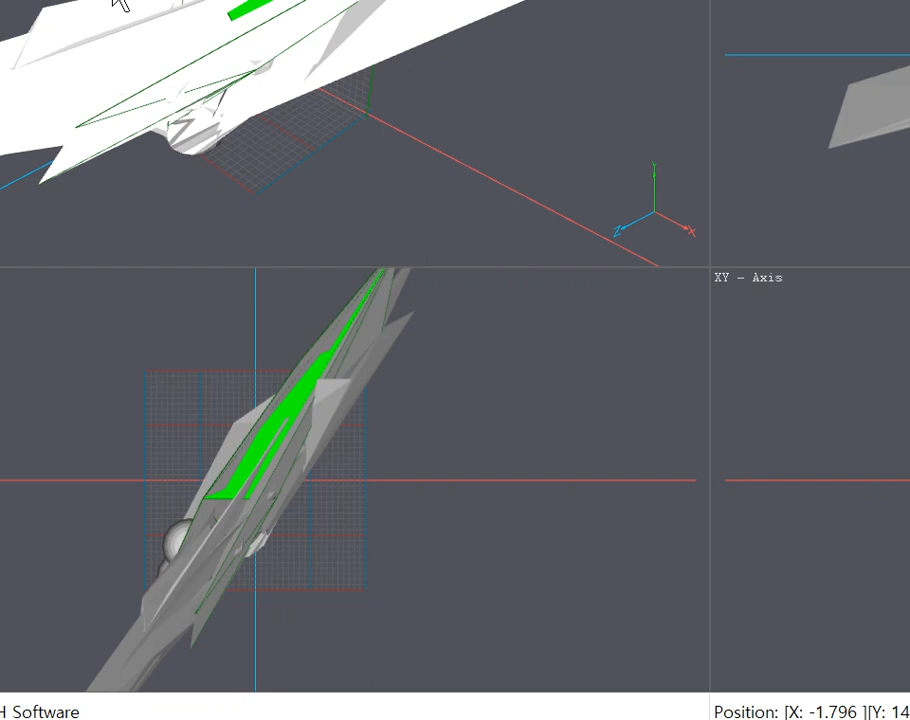 Y
Z
X
XY - Axis
H Software
Position: [X: -1.796 ][Y: 14